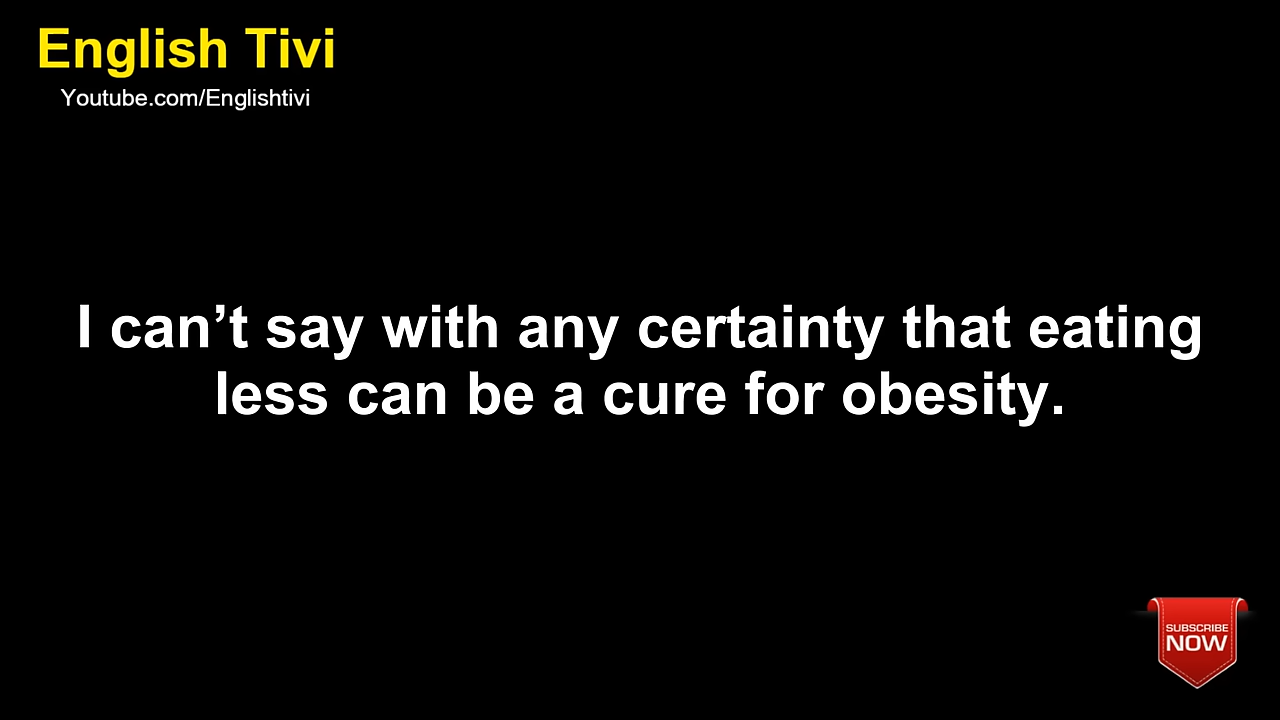 English Tivi
Youtube.com/Englishtivi
I can’t say with any certainty that eating
less can be a cure for obesity.
SUBSCRIBE
NOW